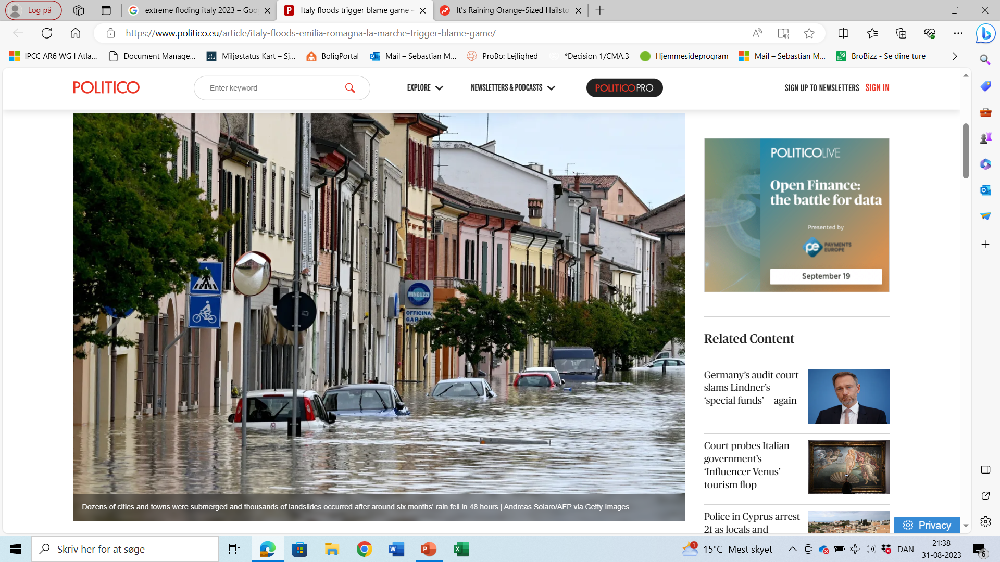 Log på
extreme floding italy 2023 – Goo
Italy floods trigger blame game –
It's Raining Orange-Sized Hailsto
https://www.politico.eu/article/italy-floods-emilia-romagna-la-marche-trigger-blame-game/
IPCC AR6 WG I Atla...
Document Manage...
Miljøstatus Kart – Sj...
BoligPortal
Mail – Sebastian M...
ProBo: Lejlighed
*Decision 1/CMA.3
Hjemmesideprogram
Mail – Sebastian M...
BroBizz - Se dine ture
POLITICO
Enter keyword
EXPLORE
NEWSLETTERS & PODCASTS
POLITICOPRO
SIGN UP TO NEWSLETTERS
SIGN IN
MINGUZZI
OFFICINA
Dozens of cities and towns were submerged and thousands of landslides occurred after around six months' rain fell in 48 hours | Andreas Solaro/AFP via Getty Images
POLITICOLIVE
Open Finance:
the battle for data
Presented by
pe PAYMENTS
EUROPE
September 19
Related Content
Germany's audit court
slams Lindner's
‘special funds’ – again
Court probes Italian
government's
‘Influencer Venus’
tourism flop
Police in Cyprus arrest
21 as locals and
Privacy
Skriv her for at søge
1
15°C Mest skyet
DAN
21:38
31-08-2023
6